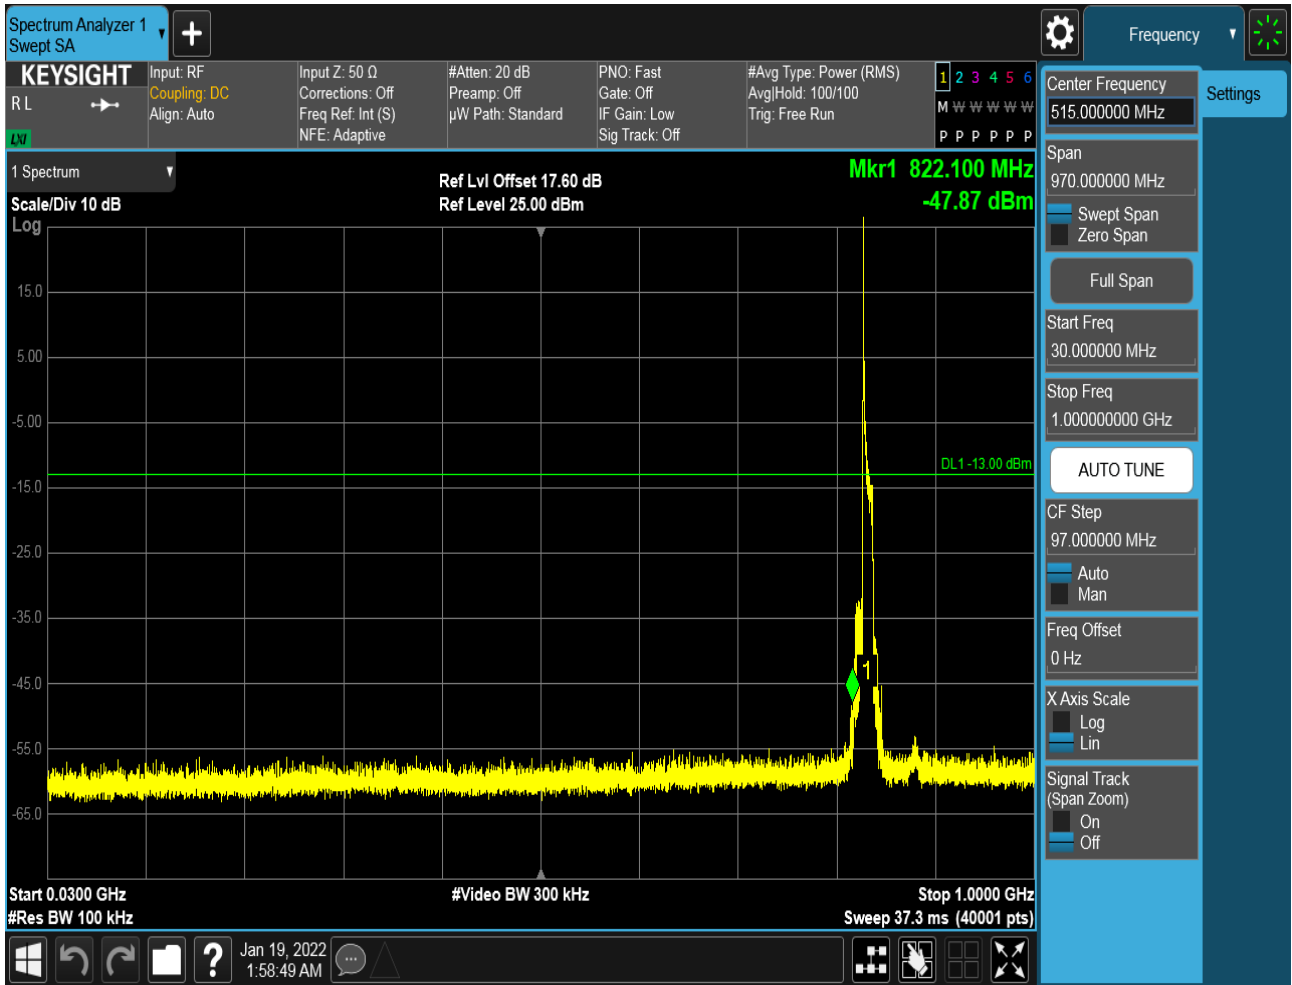 Spectrum Analyzer 1
Swept SA
Frequency
KEYSIGHT
R L
LXI
Input: RF
Coupling: DC
Align: Auto
Input Z: 50 Ω
Corrections: Off
Freq Ref: Int (S)
NFE: Adaptive
#Atten: 20 dB
Preamp: Off
µW Path: Standard
PNO: Fast
Gate: Off
IF Gain: Low
Sig Track: Off
#Avg Type: Power (RMS)
Avg|Hold: 100/100
Trig: Free Run
1 2 3 4 5 6
M W W W W W
P P P P P P
1 Spectrum
Scale/Div 10 dB
Log
Ref Lvl Offset 17.60 dB
Ref Level 25.00 dBm
Mkr1 822.100 MHz
-47.87 dBm
15.0
5.00
-5.00
-15.0
-25.0
-35.0
-45.0
-55.0
-65.0
DL1 -13.00 dBm
1
Start 0.0300 GHz
#Res BW 100 kHz
#Video BW 300 kHz
Stop 1.0000 GHz
Sweep 37.3 ms (40001 pts)
Center Frequency
515.000000 MHz
Span
970.000000 MHz
Swept Span
Zero Span
Full Span
Start Freq
30.000000 MHz
Stop Freq
1.000000000 GHz
AUTO TUNE
CF Step
97.000000 MHz
Auto
Man
Freq Offset
0 Hz
X Axis Scale
Log
Lin
Signal Track
(Span Zoom)
On
Off
Settings
?
Jan 19, 2022
1:58:49 AM